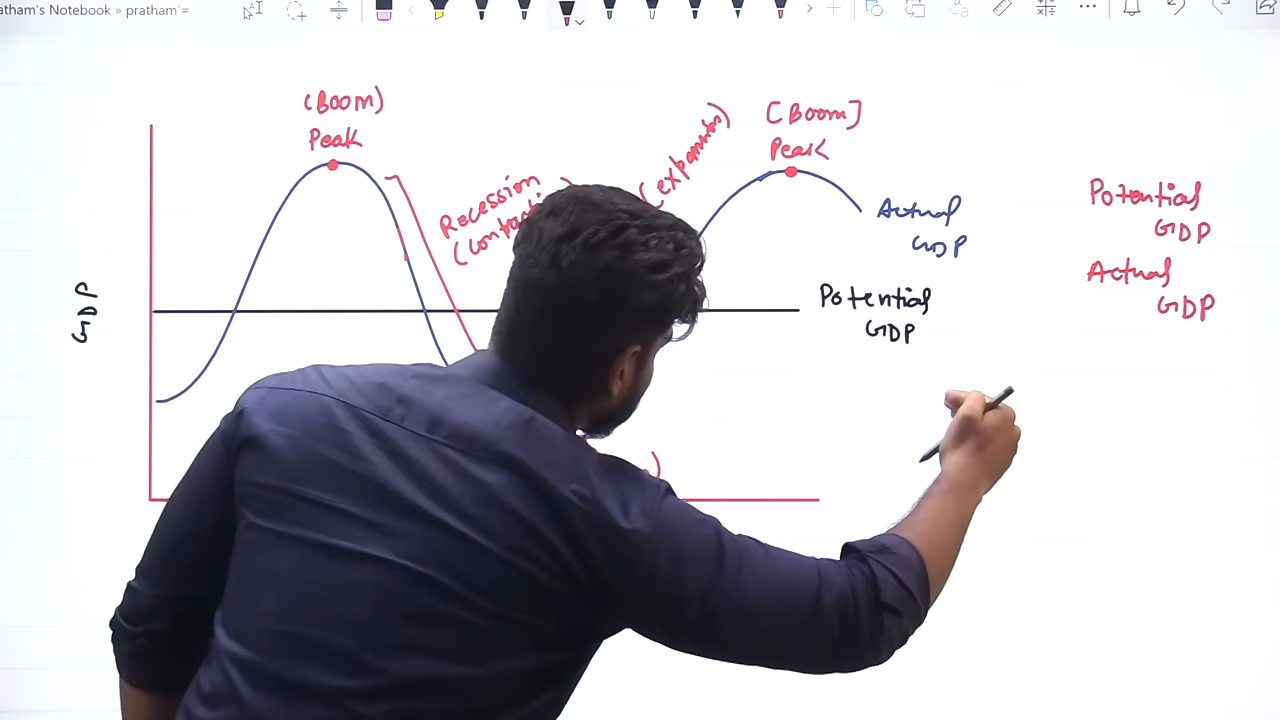 atham's Notebook » pratham'=
(Boom)
Peak
Recession
(expansion)
[Boom]
Peak
Actual
GDP
Potential
GDP
GDP
Potential
GDP
Actual
GDP